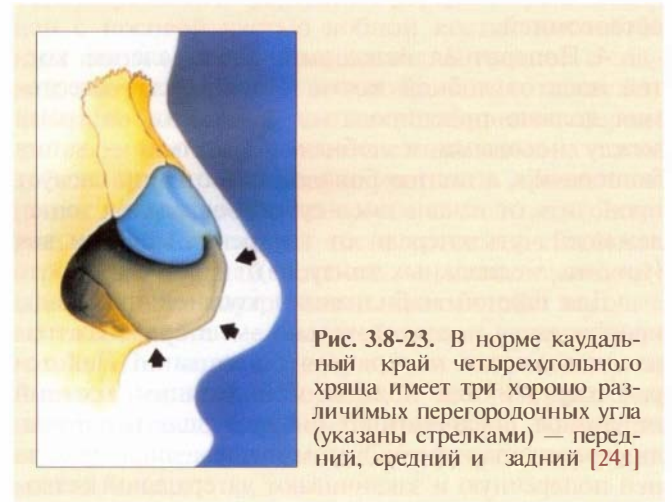 Рис. 3.8-23. В норме каудаль-
ный край четырехугольного
хряща имеет три хорошо раз-
личимых перегородочных угла
(указаны стрелками) — перед-
ний, средний и задний [241]